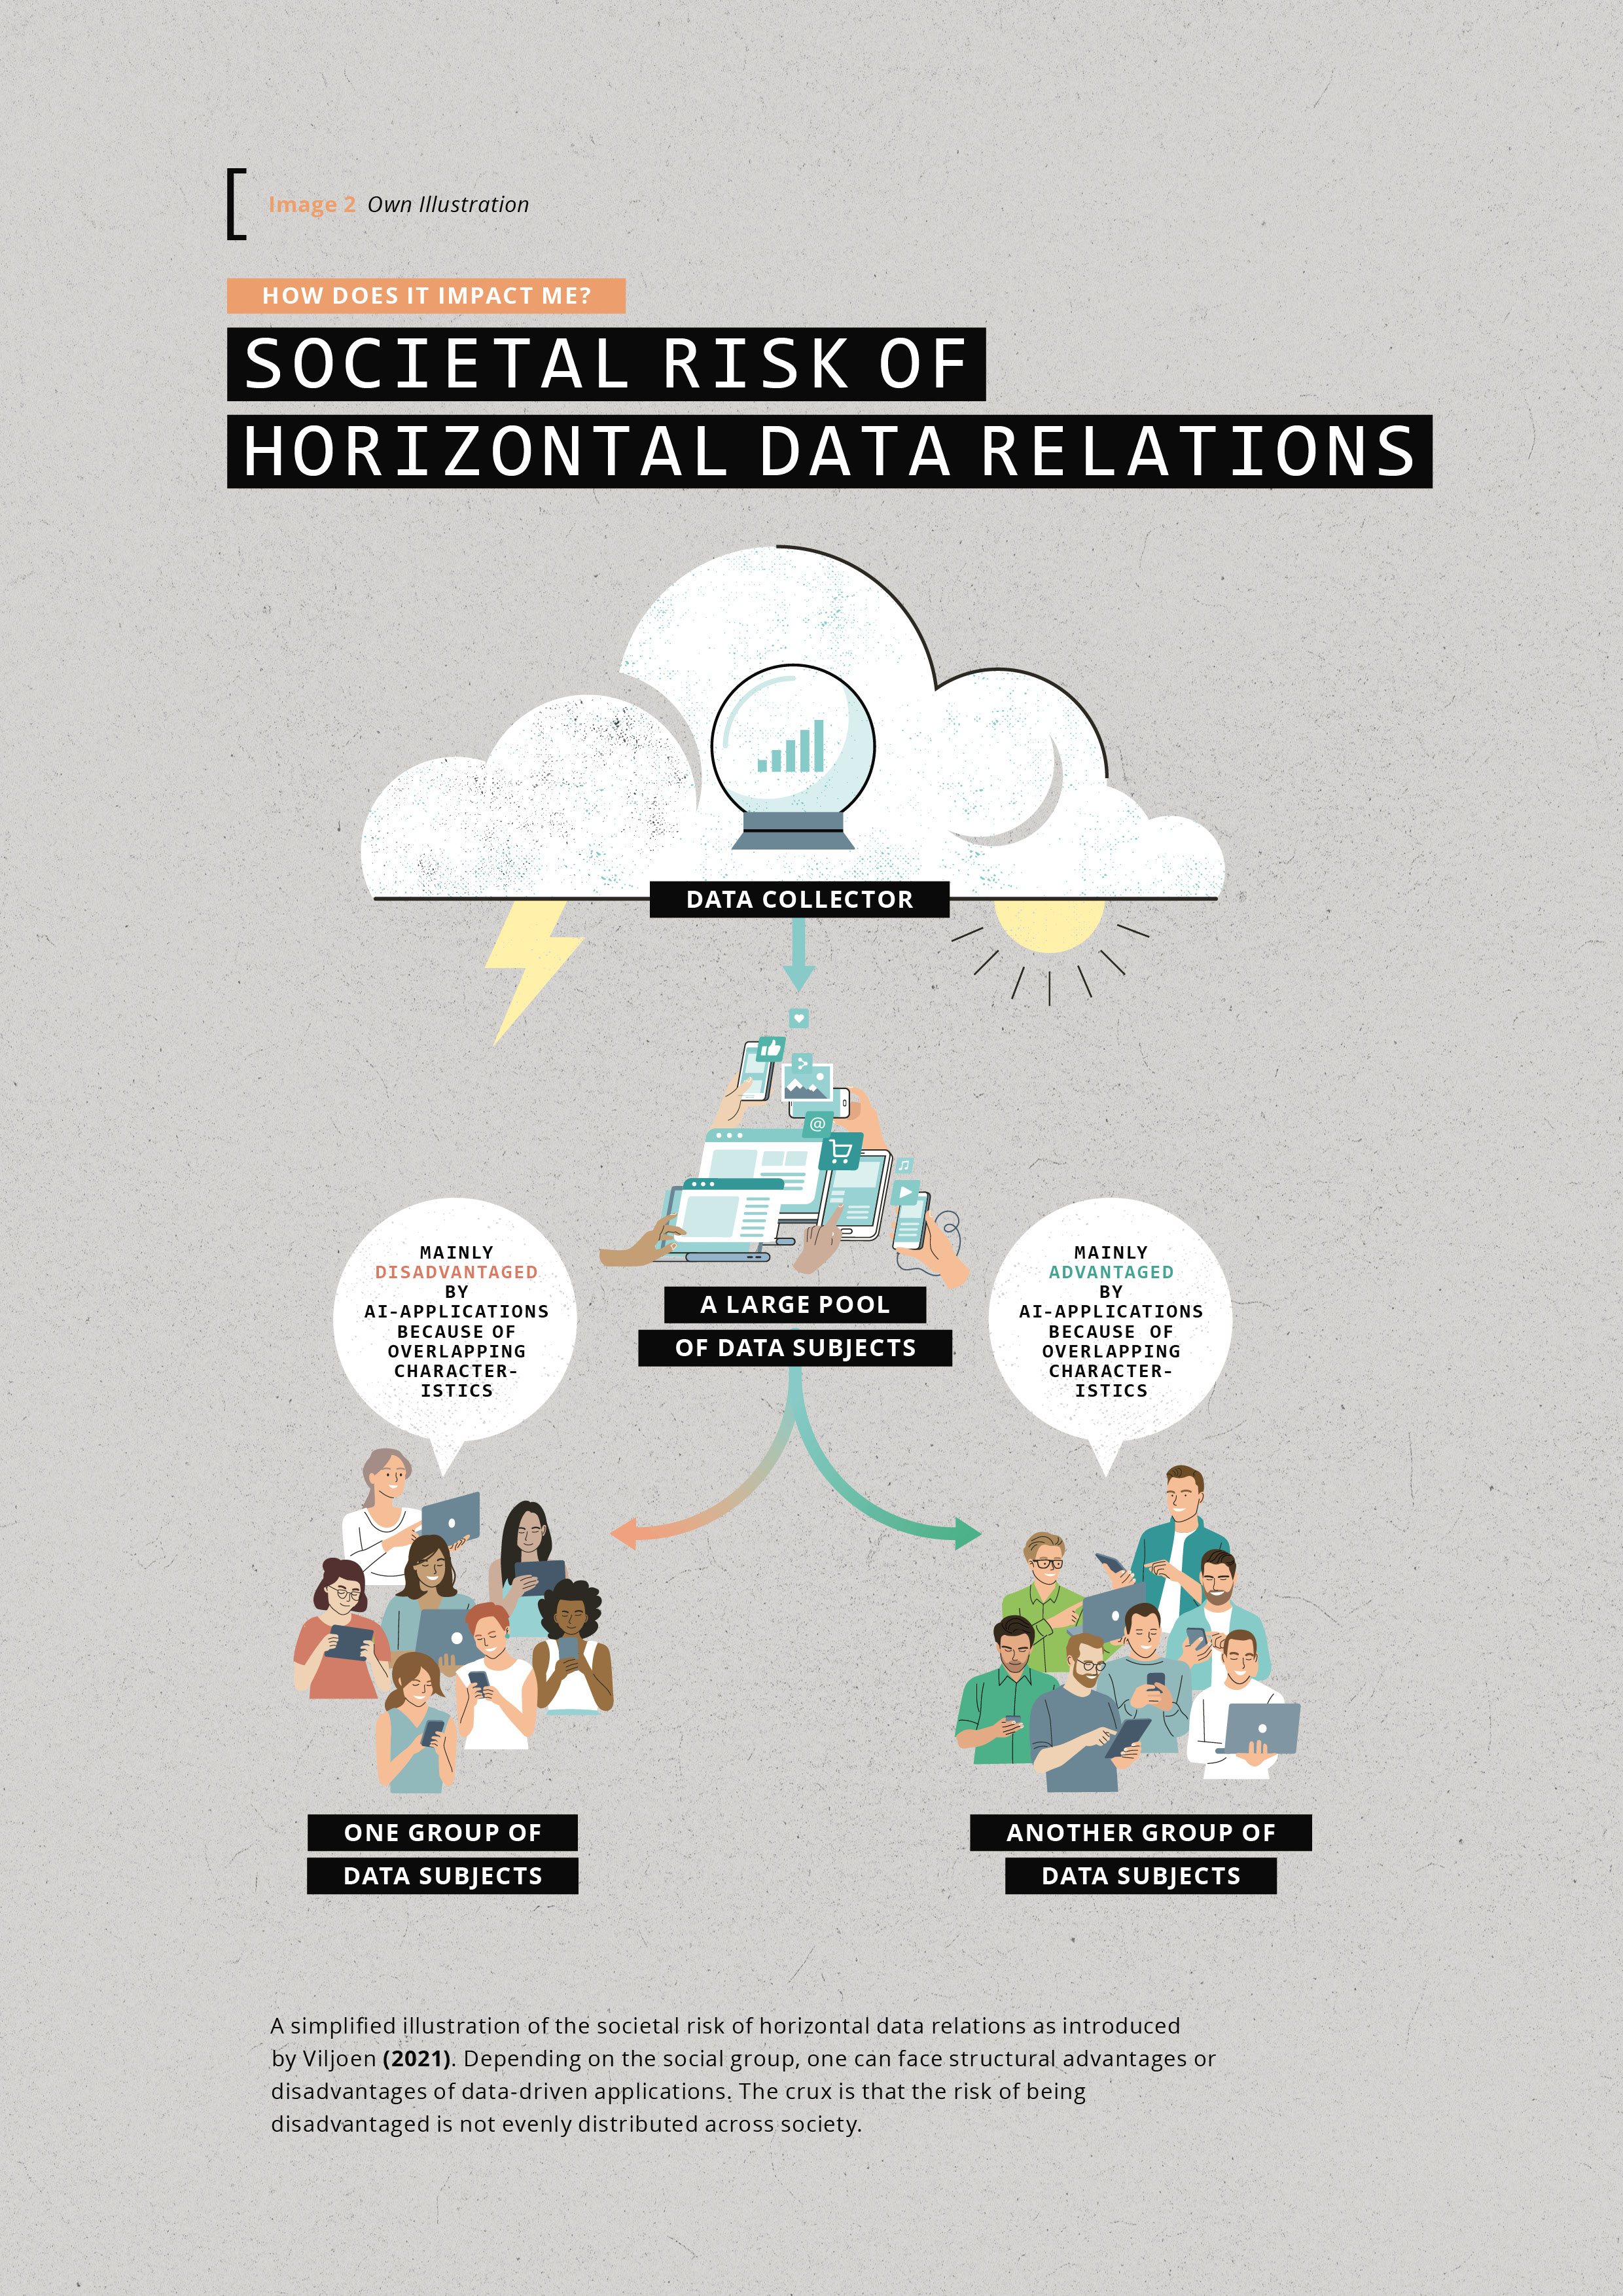 Image 2 Own Illustration
HOW DOES IT IMPACT ME?
SOCIETAL RISK OF
HORIZONTAL DATA RELATIONS
DATA COLLECTOR
@
A LARGE POOL
OF DATA SUBJECTS
MAINLY
DISADVANTAGED
BY
AI-APPLICATIONS
BECAUSE OF
OVERLAPPING
CHARACTER-
ISTICS
MAINLY
ADVANTAGED
BY
AI-APPLICATIONS
BECAUSE OF
OVERLAPPING
CHARACTER-
ISTICS
ONE GROUP OF
DATA SUBJECTS
ANOTHER GROUP OF
DATA SUBJECTS
A simplified illustration of the societal risk of horizontal data relations as introduced
by Viljoen (2021). Depending on the social group, one can face structural advantages or
disadvantages of data-driven applications. The crux is that the risk of being
disadvantaged is not evenly distributed across society.